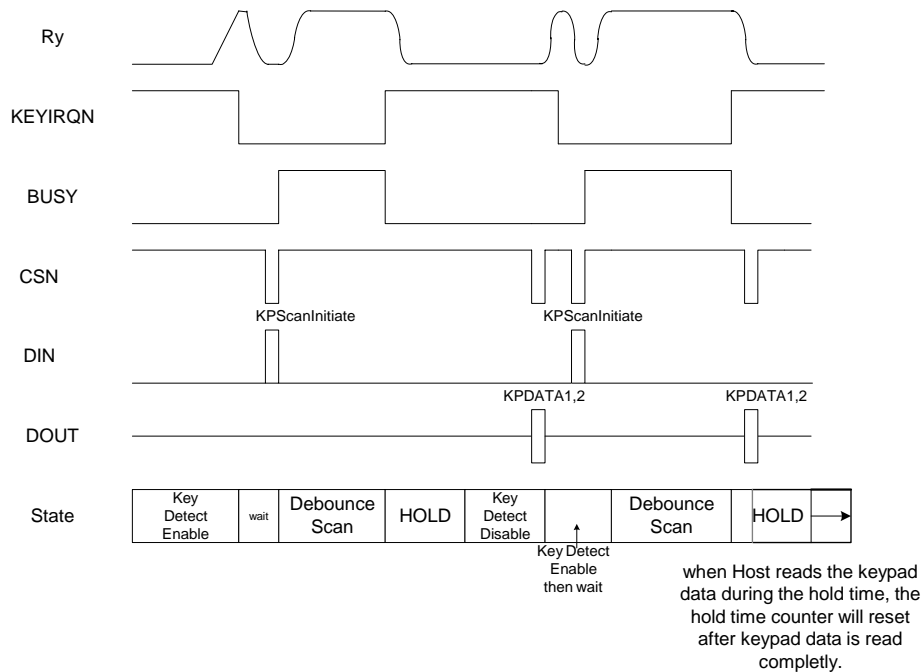 Ry
KEYIRQN
BUSY
CSN
KPScanInitiate
KPScanInitiate
DIN
KPDATA1,2
KPDATA1,2
DOUT
State
Key
Detect
Enable
wait
Debounce
Scan
HOLD
Key
Detect
Disable
Key Detect
Enable
then wait
Debounce
Scan
HOLD
when Host reads the keypad
data during the hold time, the
hold time counter will reset
after keypad data is read
completly.